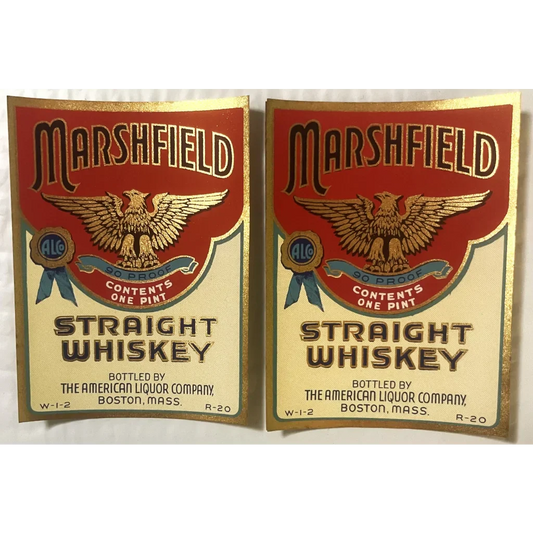 MARSHFIELD
ALCO
90 PROOF
CONTENTS
ONE PINT
STRAIGHT
WHISKEY
BOTTLED BY
THE AMERICAN LIQUOR COMPANY,
BOSTON, MASS.
W-1-2 R-20
MARSHFIELD
ALCO
90 PROOF
CONTENTS
ONE PINT
STRAIGHT
WHISKEY
BOTTLED BY
THE AMERICAN LIQUOR COMPANY,
BOSTON, MASS.
W-1-2 R-20